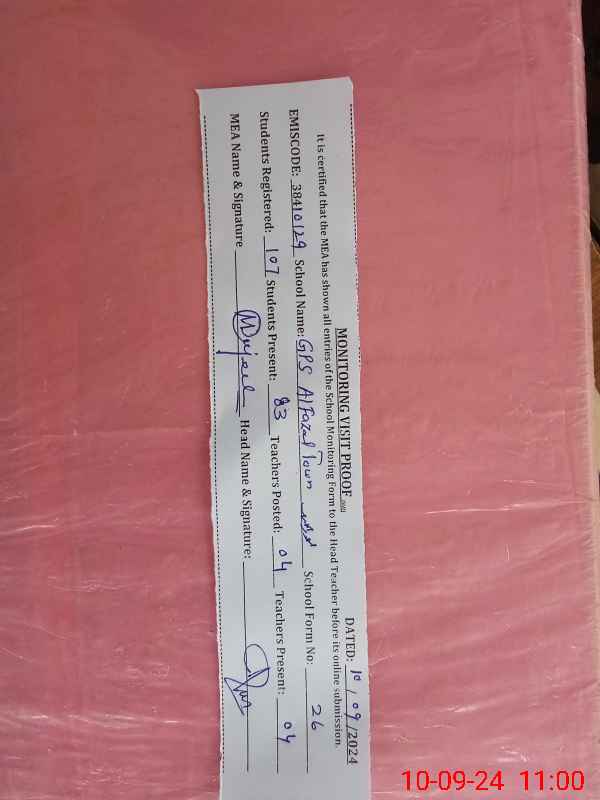 MONITORING VISIT PROOF
DATED: 10/09/2024
It is certified that the MEA has shown all entries of the School Monitoring Form to the Head Teacher before its online submission.
EMISCODE: 38410129 School Name: GPS Al Fazal Town School Form No: 26
Students Registered: 107 Students Present: 83 Teachers Posted: 04 Teachers Present: 04
MEA Name & Signature Head Name & Signature:
10-09-24 11:00